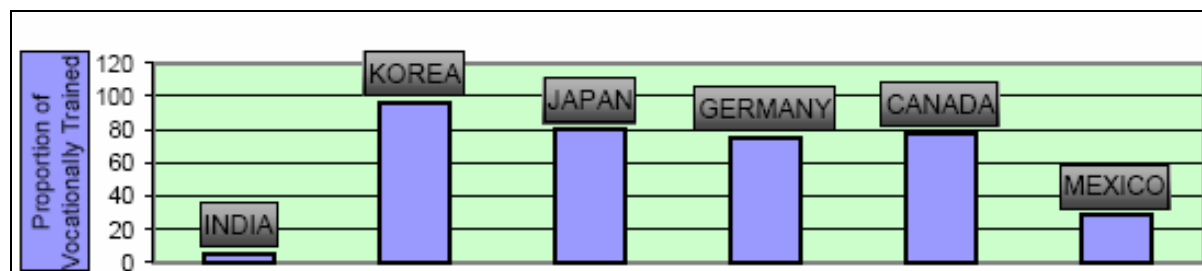 Proportion of
Vocationally Trained
120
100
80
60
40
20
0
INDIA
KOREA
JAPAN
GERMANY
CANADA
MEXICO